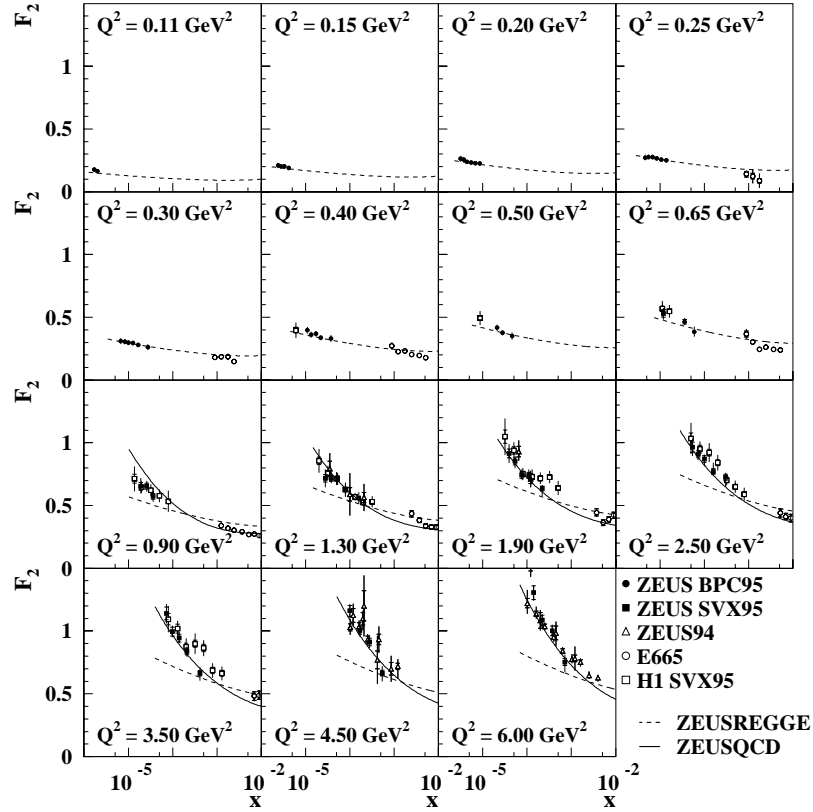 F2
Q2 = 0.11 GeV2
Q2 = 0.15 GeV2
Q2 = 0.20 GeV2
Q2 = 0.25 GeV2
1
0.5
0
F2
Q2 = 0.30 GeV2
Q2 = 0.40 GeV2
Q2 = 0.50 GeV2
Q2 = 0.65 GeV2
1
0.5
0
F2
1
0.5
Q2 = 0.90 GeV2
Q2 = 1.30 GeV2
Q2 = 1.90 GeV2
Q2 = 2.50 GeV2
0
F2
1
0.5
Q2 = 3.50 GeV2
Q2 = 4.50 GeV2
Q2 = 6.00 GeV2
0
ZEUS BPC95
ZEUS SVX95
ZEUS94
E665
H1 SVX95
ZEUSREGGE
ZEUSQCD
10-5 10-2 10-5 10-2 10-5 10-2
x x x